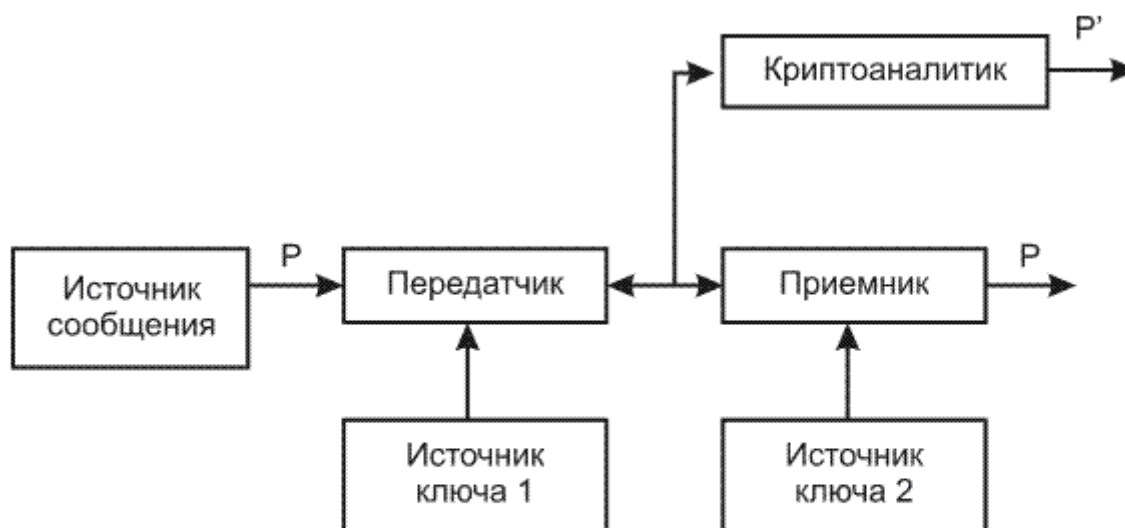 P’
Криптоаналитик
P
Передатчик
Приемник
P
Источник
сообщения
Источник
ключа 1
Источник
ключа 2